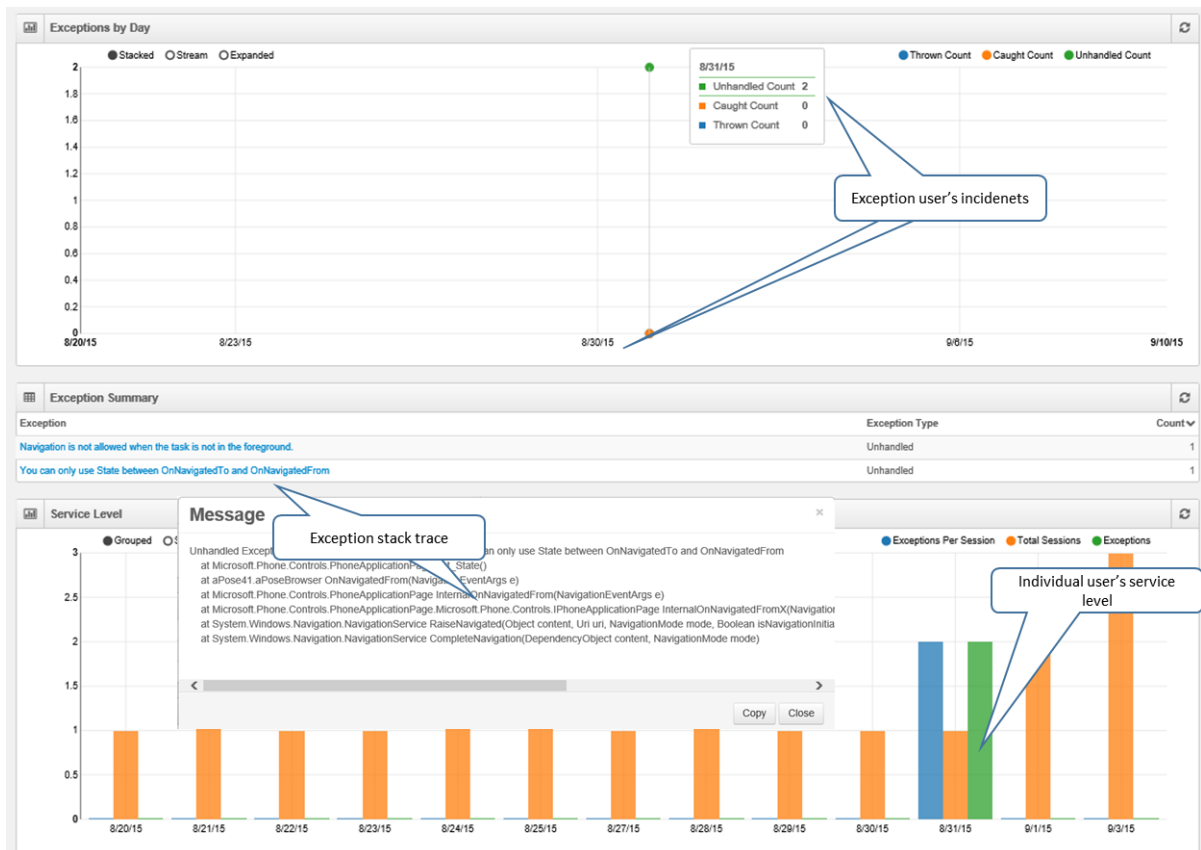 Exceptions by Day
Stacked Stream Expanded
Thrown Count Caught Count Unhandled Count
8/31/15
Unhandled Count 2
Caught Count 0
Thrown Count 0
2
1.8
1.6
1.4
1.2
1
0.8
0.6
0.4
0.2
0
Exception user's incidenets
8/20/15 8/23/15 8/30/15 9/6/15 9/10/15
Exception Summary
Exception Exception Type Count
Navigation is not allowed when the task is not in the foreground. Unhandled 1
You can only use State between OnNavigatedTo and OnNavigatedFrom Unhandled 1
Service Level
Grouped
Exceptions Per Session Total Sessions Exceptions
Message ×
Exception stack trace
Unhandled can only use State between OnNavigatedTo and OnNavigatedFrom
at Microsoft.Phone.Controls.PhoneApplicationPag State()
at aPose41.aPoseBrowser OnNavigatedFrom(Naviga EventArgs e)
at Microsoft.Phone.Controls.PhoneApplicationPage InternalOnNavigatedFrom(NavigationEventArgs e)
at Microsoft.Phone.Controls.PhoneApplicationPage.Microsoft.Phone.Controls.IPhoneApplicationPage InternalOnNavigatedFromX(Navigation
at System.Windows.Navigation.NavigationService RaiseNavigated(Object content, Uri uri, NavigationMode mode, Boolean isNavigationInitia
at System.Windows.Navigation.NavigationService CompleteNavigation(DependencyObject content, NavigationMode mode)
Copy Close
Individual user's service
level
3
2.5
2
1.5
1
0.5
0
8/20/15 8/21/15 8/22/15 8/23/15 8/24/15 8/25/15 8/27/15 8/28/15 8/29/15 8/30/15 8/31/15 9/1/15 9/3/15